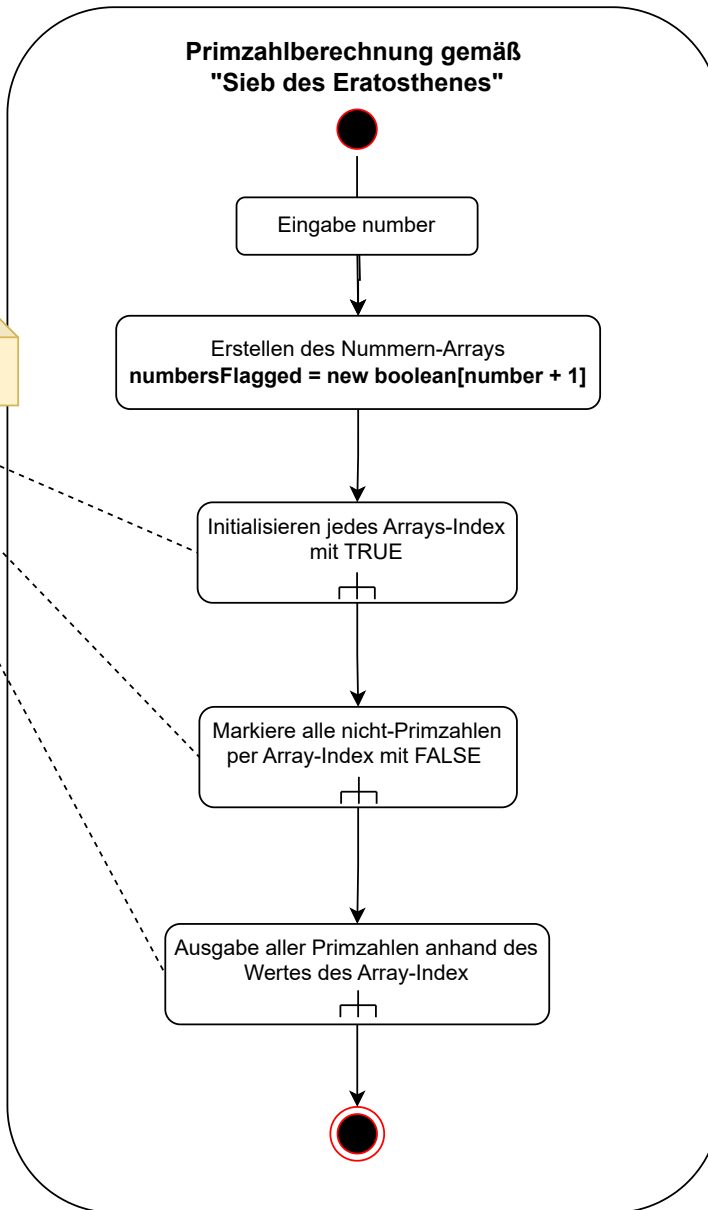 Primzahlberechnung gemäß
"Sieb des Eratosthenes"
Eingabe number
Erstellen des Nummern-Arrays
numbersFlagged = new boolean[number + 1]
Initialisieren jedes Arrays-Index
mit TRUE
Markiere alle nicht-Primzahlen
per Array-Index mit FALSE
Ausgabe aller Primzahlen anhand des
Wertes des Array-Index